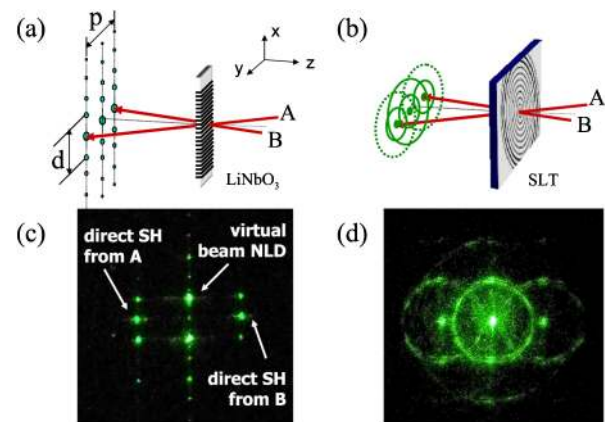 (a)
p
x
y
z
A
B
d
LiNbO₃
(b)
A
B
SLT
(c)
direct SH
from A
virtual
beam NLD
direct SH
from B
(d)